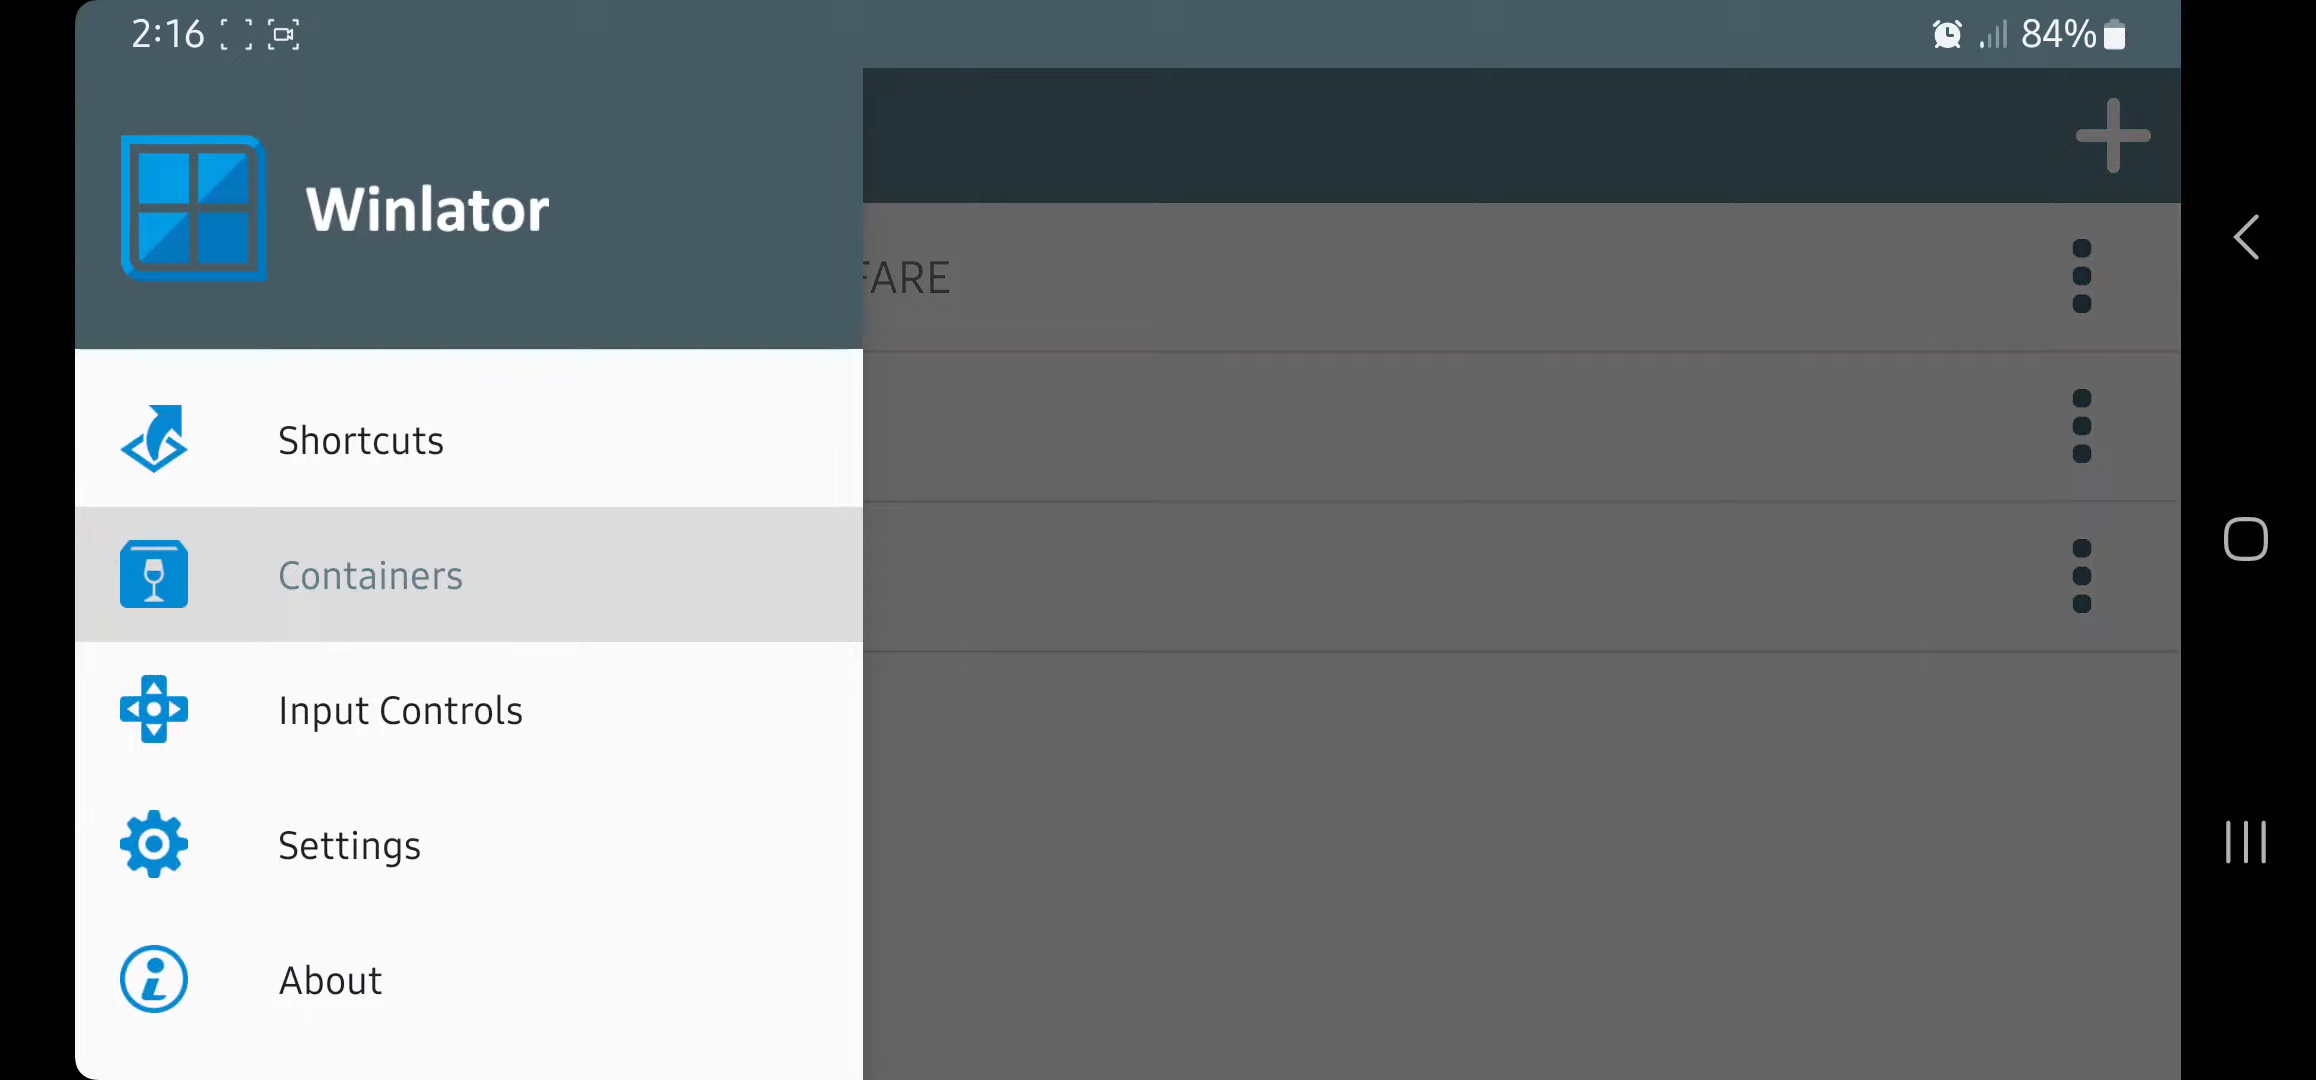 2:16
84%
Winlator
FARE
Shortcuts
Containers
Input Controls
Settings
About